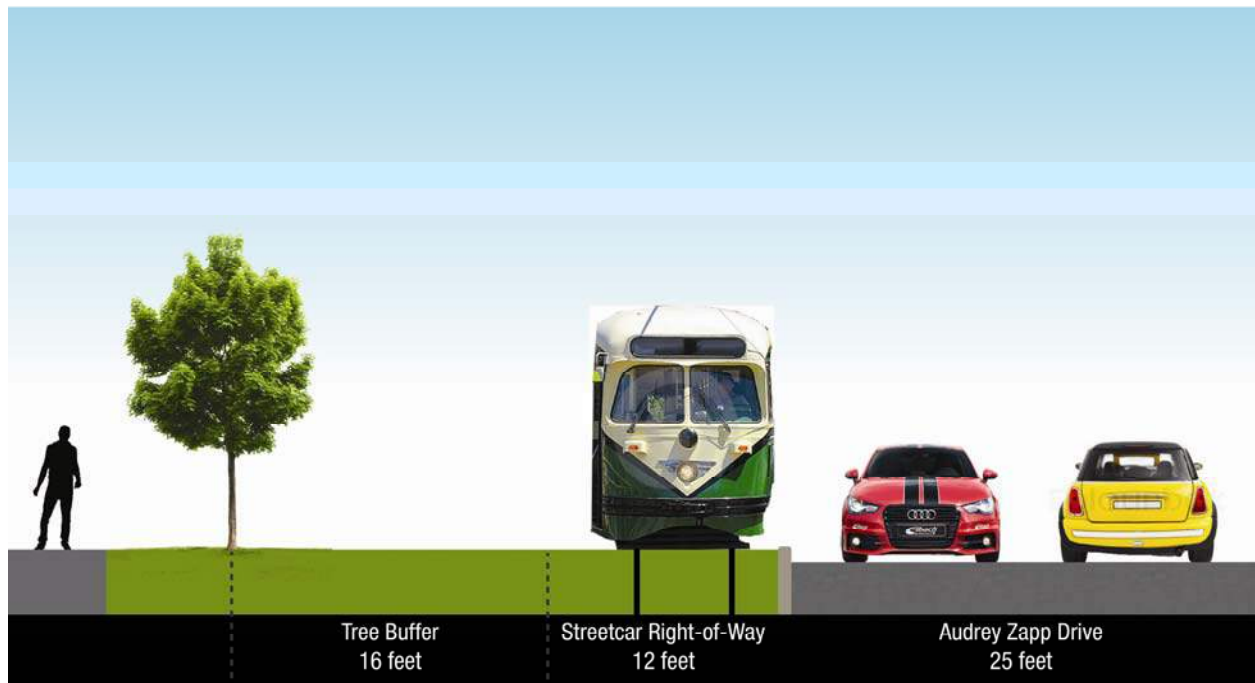 Tree Buffer
16 feet
Streetcar Right-of-Way
12 feet
Audrey Zapp Drive
25 feet